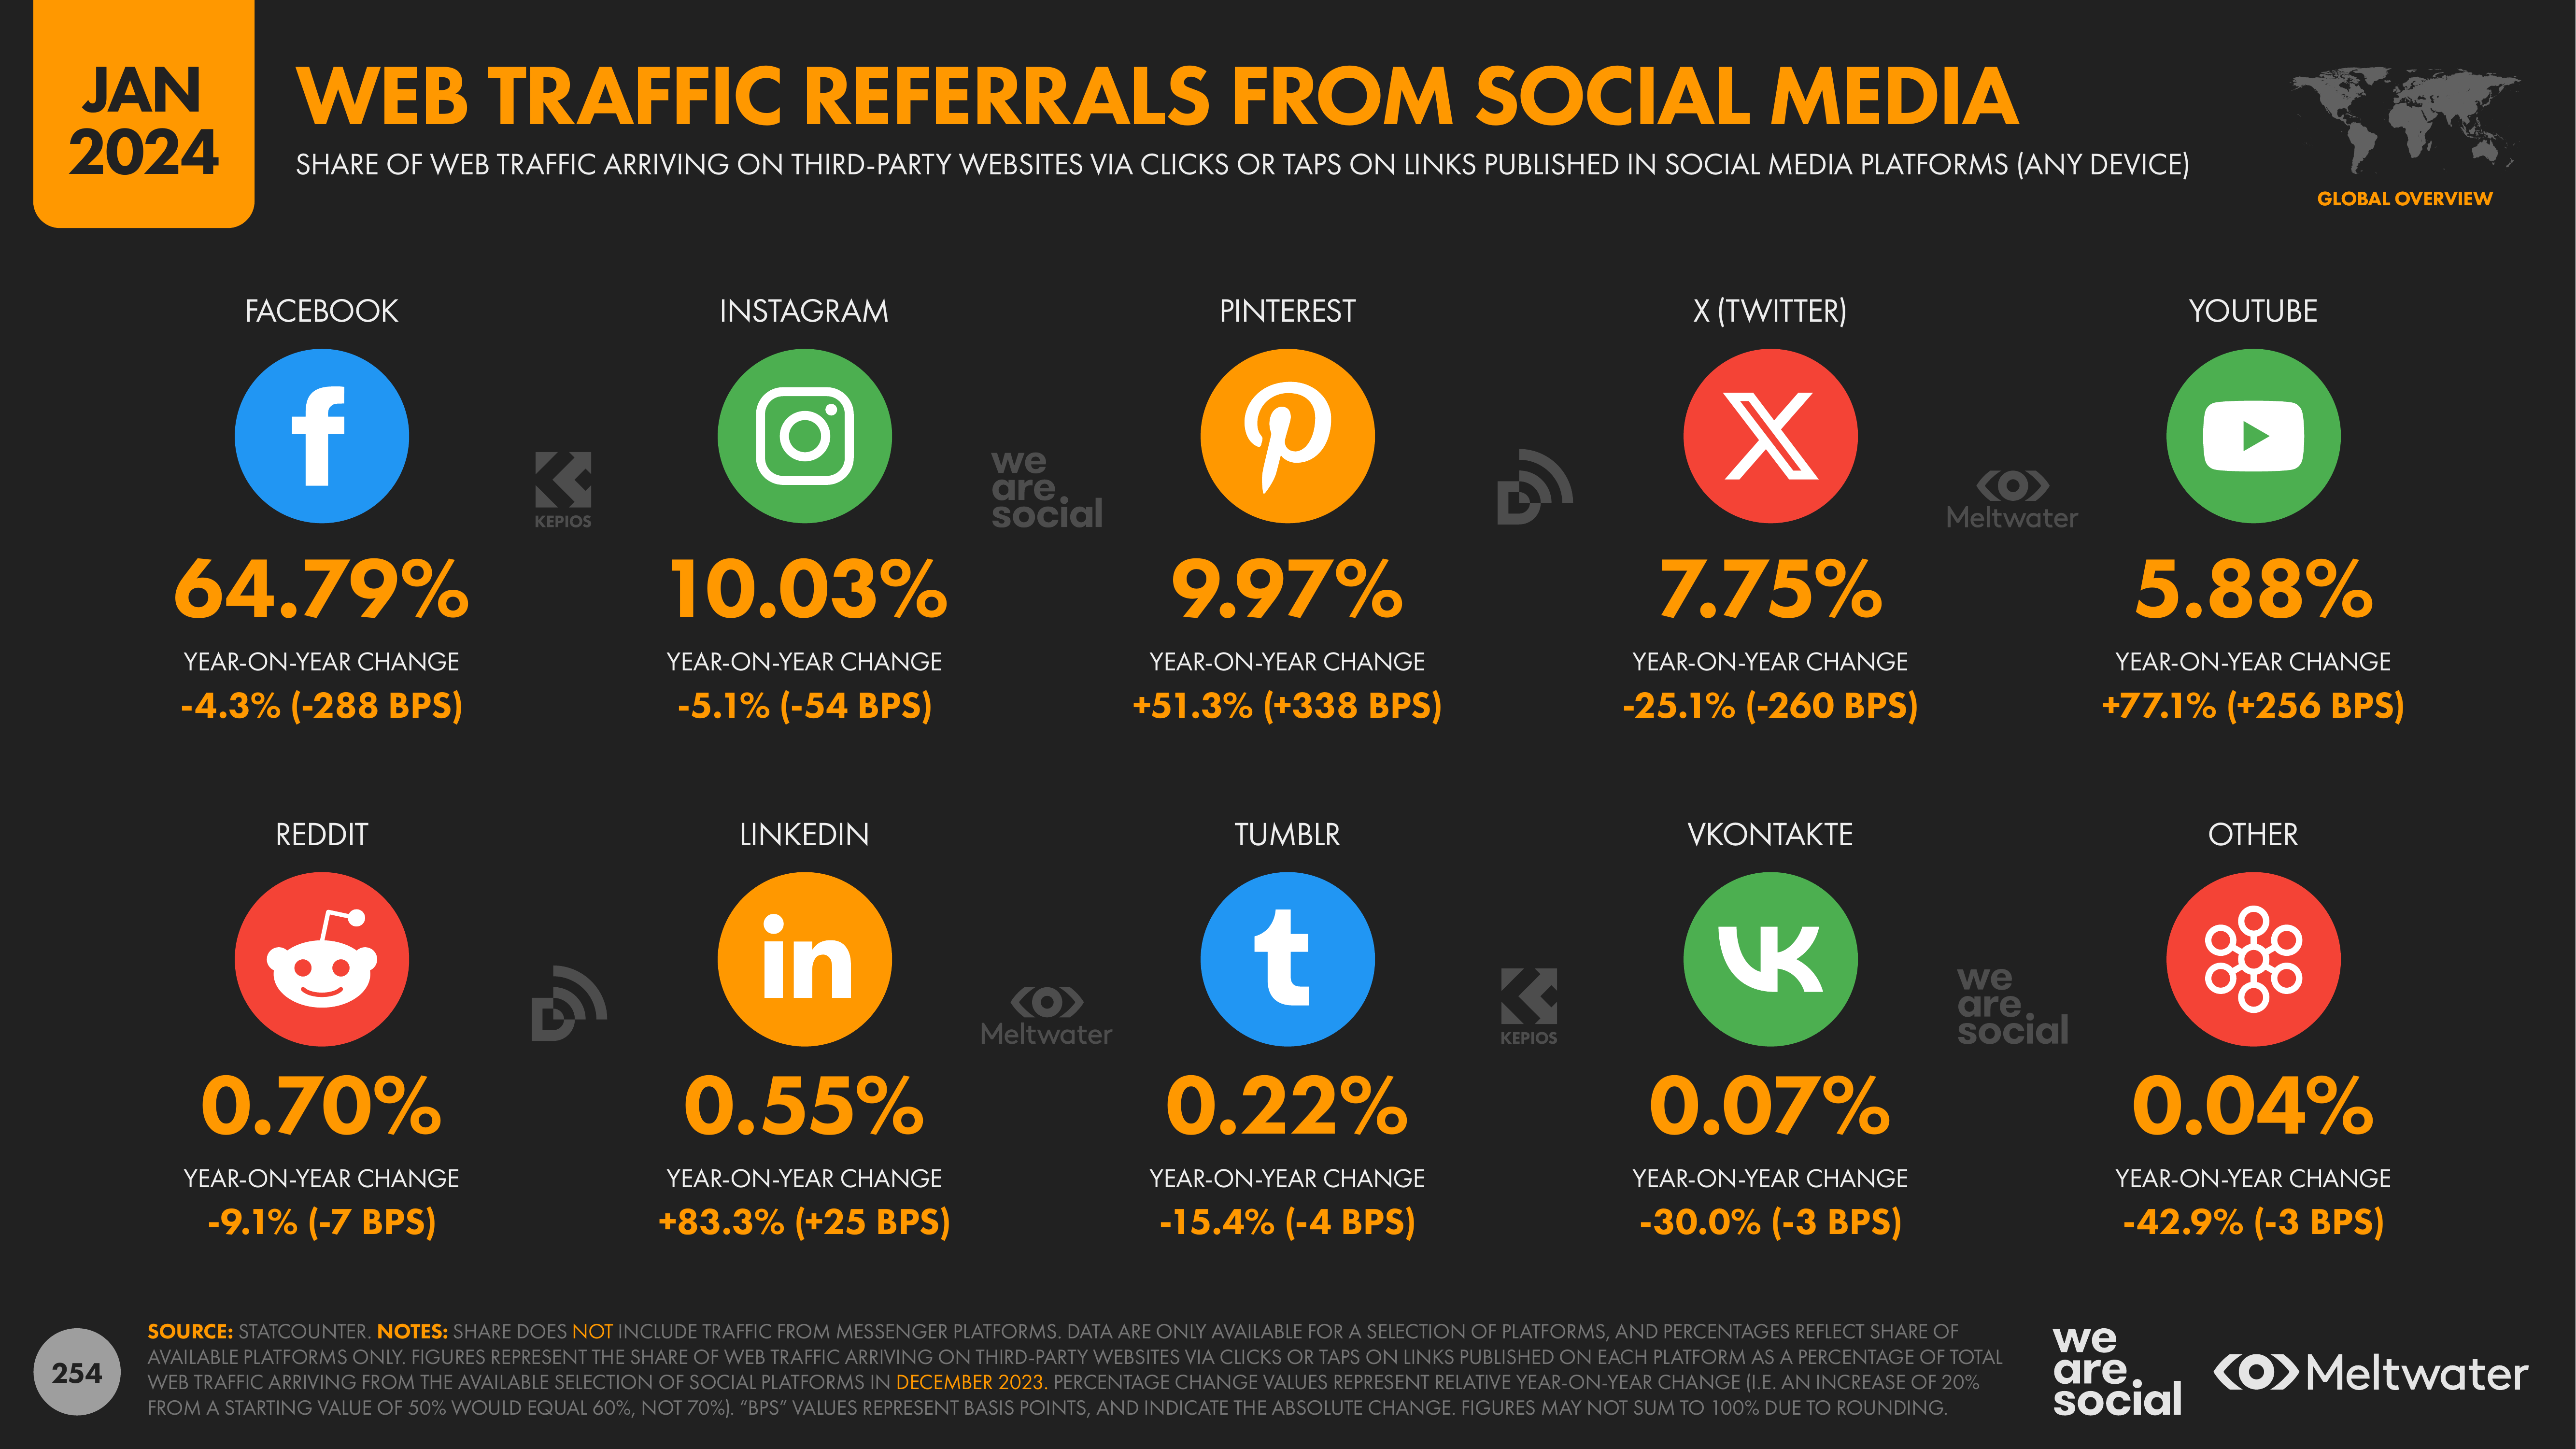 JAN
2024
WEB TRAFFIC REFERRALS FROM SOCIAL MEDIA
SHARE OF WEB TRAFFIC ARRIVING ON THIRD-PARTY WEBSITES VIA CLICKS OR TAPS ON LINKS PUBLISHED IN SOCIAL MEDIA PLATFORMS (ANY DEVICE)
GLOBAL OVERVIEW
FACEBOOK
64.79%
YEAR-ON-YEAR CHANGE
-4.3% (-288 BPS)
KEPIOS
INSTAGRAM
10.03%
YEAR-ON-YEAR CHANGE
-5.1% (-54 BPS)
we
are
social
PINTEREST
9.97%
YEAR-ON-YEAR CHANGE
+51.3% (+338 BPS)
X (TWITTER)
7.75%
YEAR-ON-YEAR CHANGE
-25.1% (-260 BPS)
Meltwater
YOUTUBE
5.88%
YEAR-ON-YEAR CHANGE
+77.1% (+256 BPS)
REDDIT
0.70%
YEAR-ON-YEAR CHANGE
-9.1% (-7 BPS)
LINKEDIN
in
0.55%
YEAR-ON-YEAR CHANGE
+83.3% (+25 BPS)
Meltwater
TUMBLR
t
0.22%
YEAR-ON-YEAR CHANGE
-15.4% (-4 BPS)
KEPIOS
VKONTAKTE
VK
0.07%
YEAR-ON-YEAR CHANGE
-30.0% (-3 BPS)
we
are
social
OTHER
0.04%
YEAR-ON-YEAR CHANGE
-42.9% (-3 BPS)
254
SOURCE: STATCOUNTER. NOTES: SHARE DOES NOT INCLUDE TRAFFIC FROM MESSENGER PLATFORMS. DATA ARE ONLY AVAILABLE FOR A SELECTION OF PLATFORMS, AND PERCENTAGES REFLECT SHARE OF
AVAILABLE PLATFORMS ONLY. FIGURES REPRESENT THE SHARE OF WEB TRAFFIC ARRIVING ON THIRD-PARTY WEBSITES VIA CLICKS OR TAPS ON LINKS PUBLISHED ON EACH PLATFORM AS A PERCENTAGE OF TOTAL
WEB TRAFFIC ARRIVING FROM THE AVAILABLE SELECTION OF SOCIAL PLATFORMS IN DECEMBER 2023. PERCENTAGE CHANGE VALUES REPRESENT RELATIVE YEAR-ON-YEAR CHANGE (I.E. AN INCREASE OF 20%
FROM A STARTING VALUE OF 50% WOULD EQUAL 60%, NOT 70%). “BPS” VALUES REPRESENT BASIS POINTS, AND INDICATE THE ABSOLUTE CHANGE. FIGURES MAY NOT SUM TO 100% DUE TO ROUNDING.
we
are
social
Meltwater